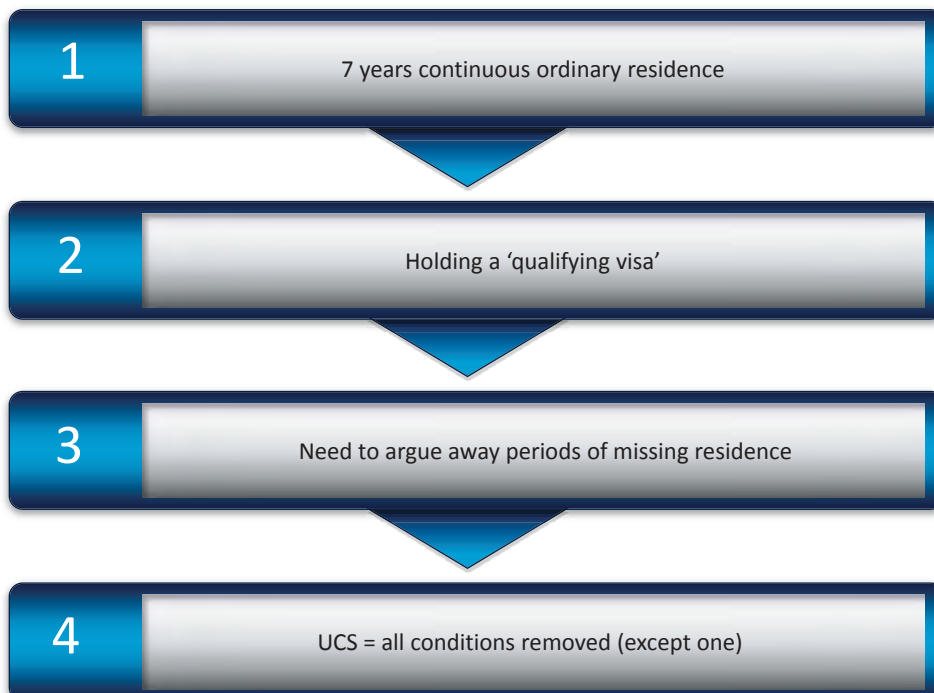 1
7 years continuous ordinary residence
2
Holding a ‘qualifying visa’
3
Need to argue away periods of missing residence
4
UCS = all conditions removed (except one)